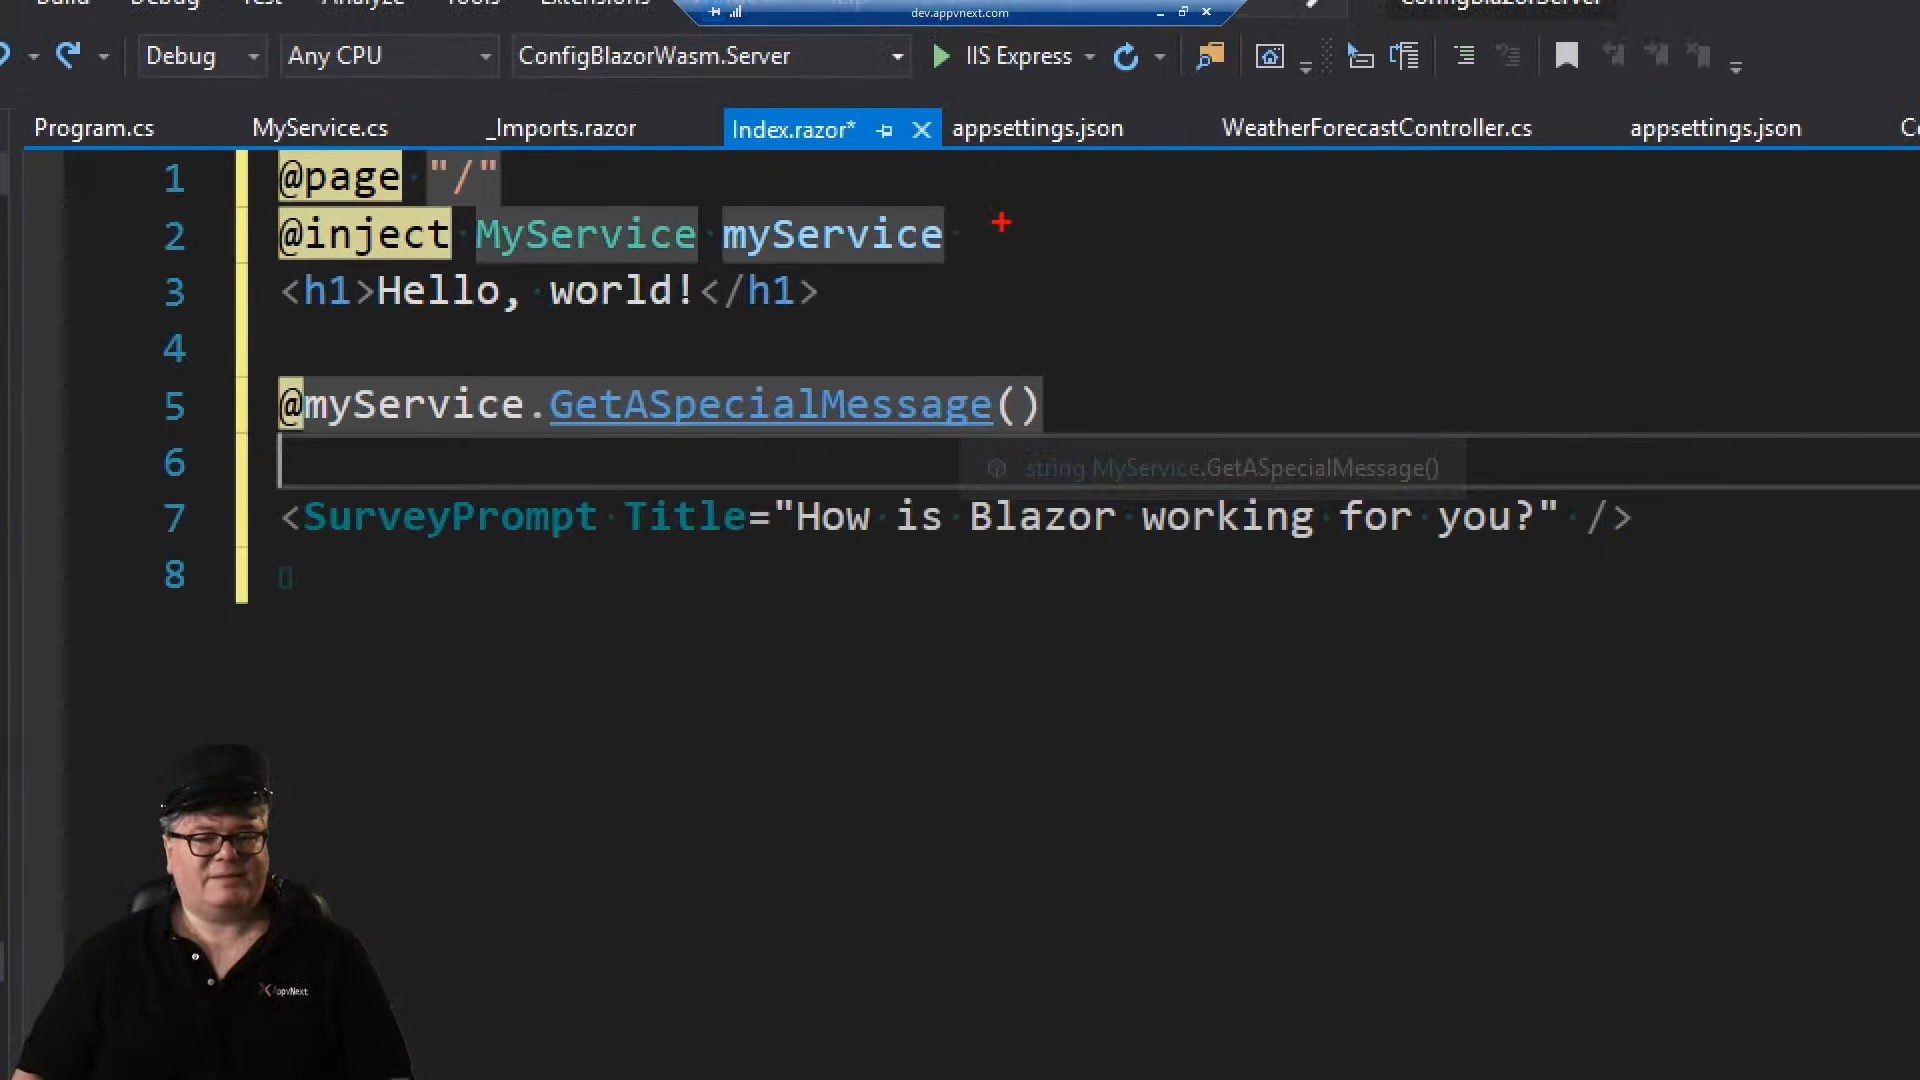 dev.appvnext.com
Debug Any CPU ConfigBlazorWasm.Server IIS Express
Program.cs MyService.cs _Imports.razor Index.razor* appsettings.json WeatherForecastController.cs appsettings.json
1 @page "/"
2 @inject MyService myService
3 <h1>Hello, world!</h1>
4
5 @myService.GetASpecialMessage()
6
string MyService.GetASpecialMessage()
7 <SurveyPrompt Title="How is Blazor working for you?" />
8
AppvNext